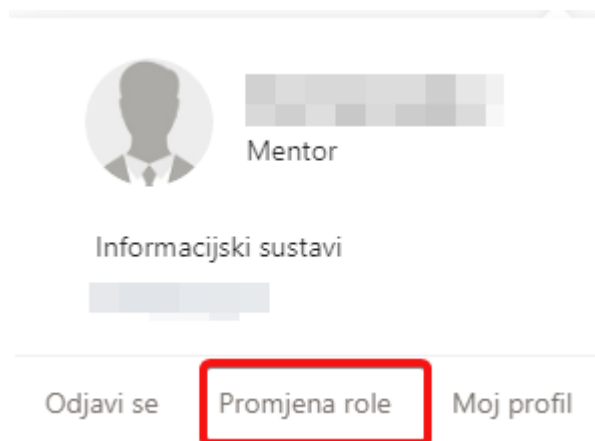 Mentor
Informacijski sustavi
Odjavi se Promjena role Moj profil